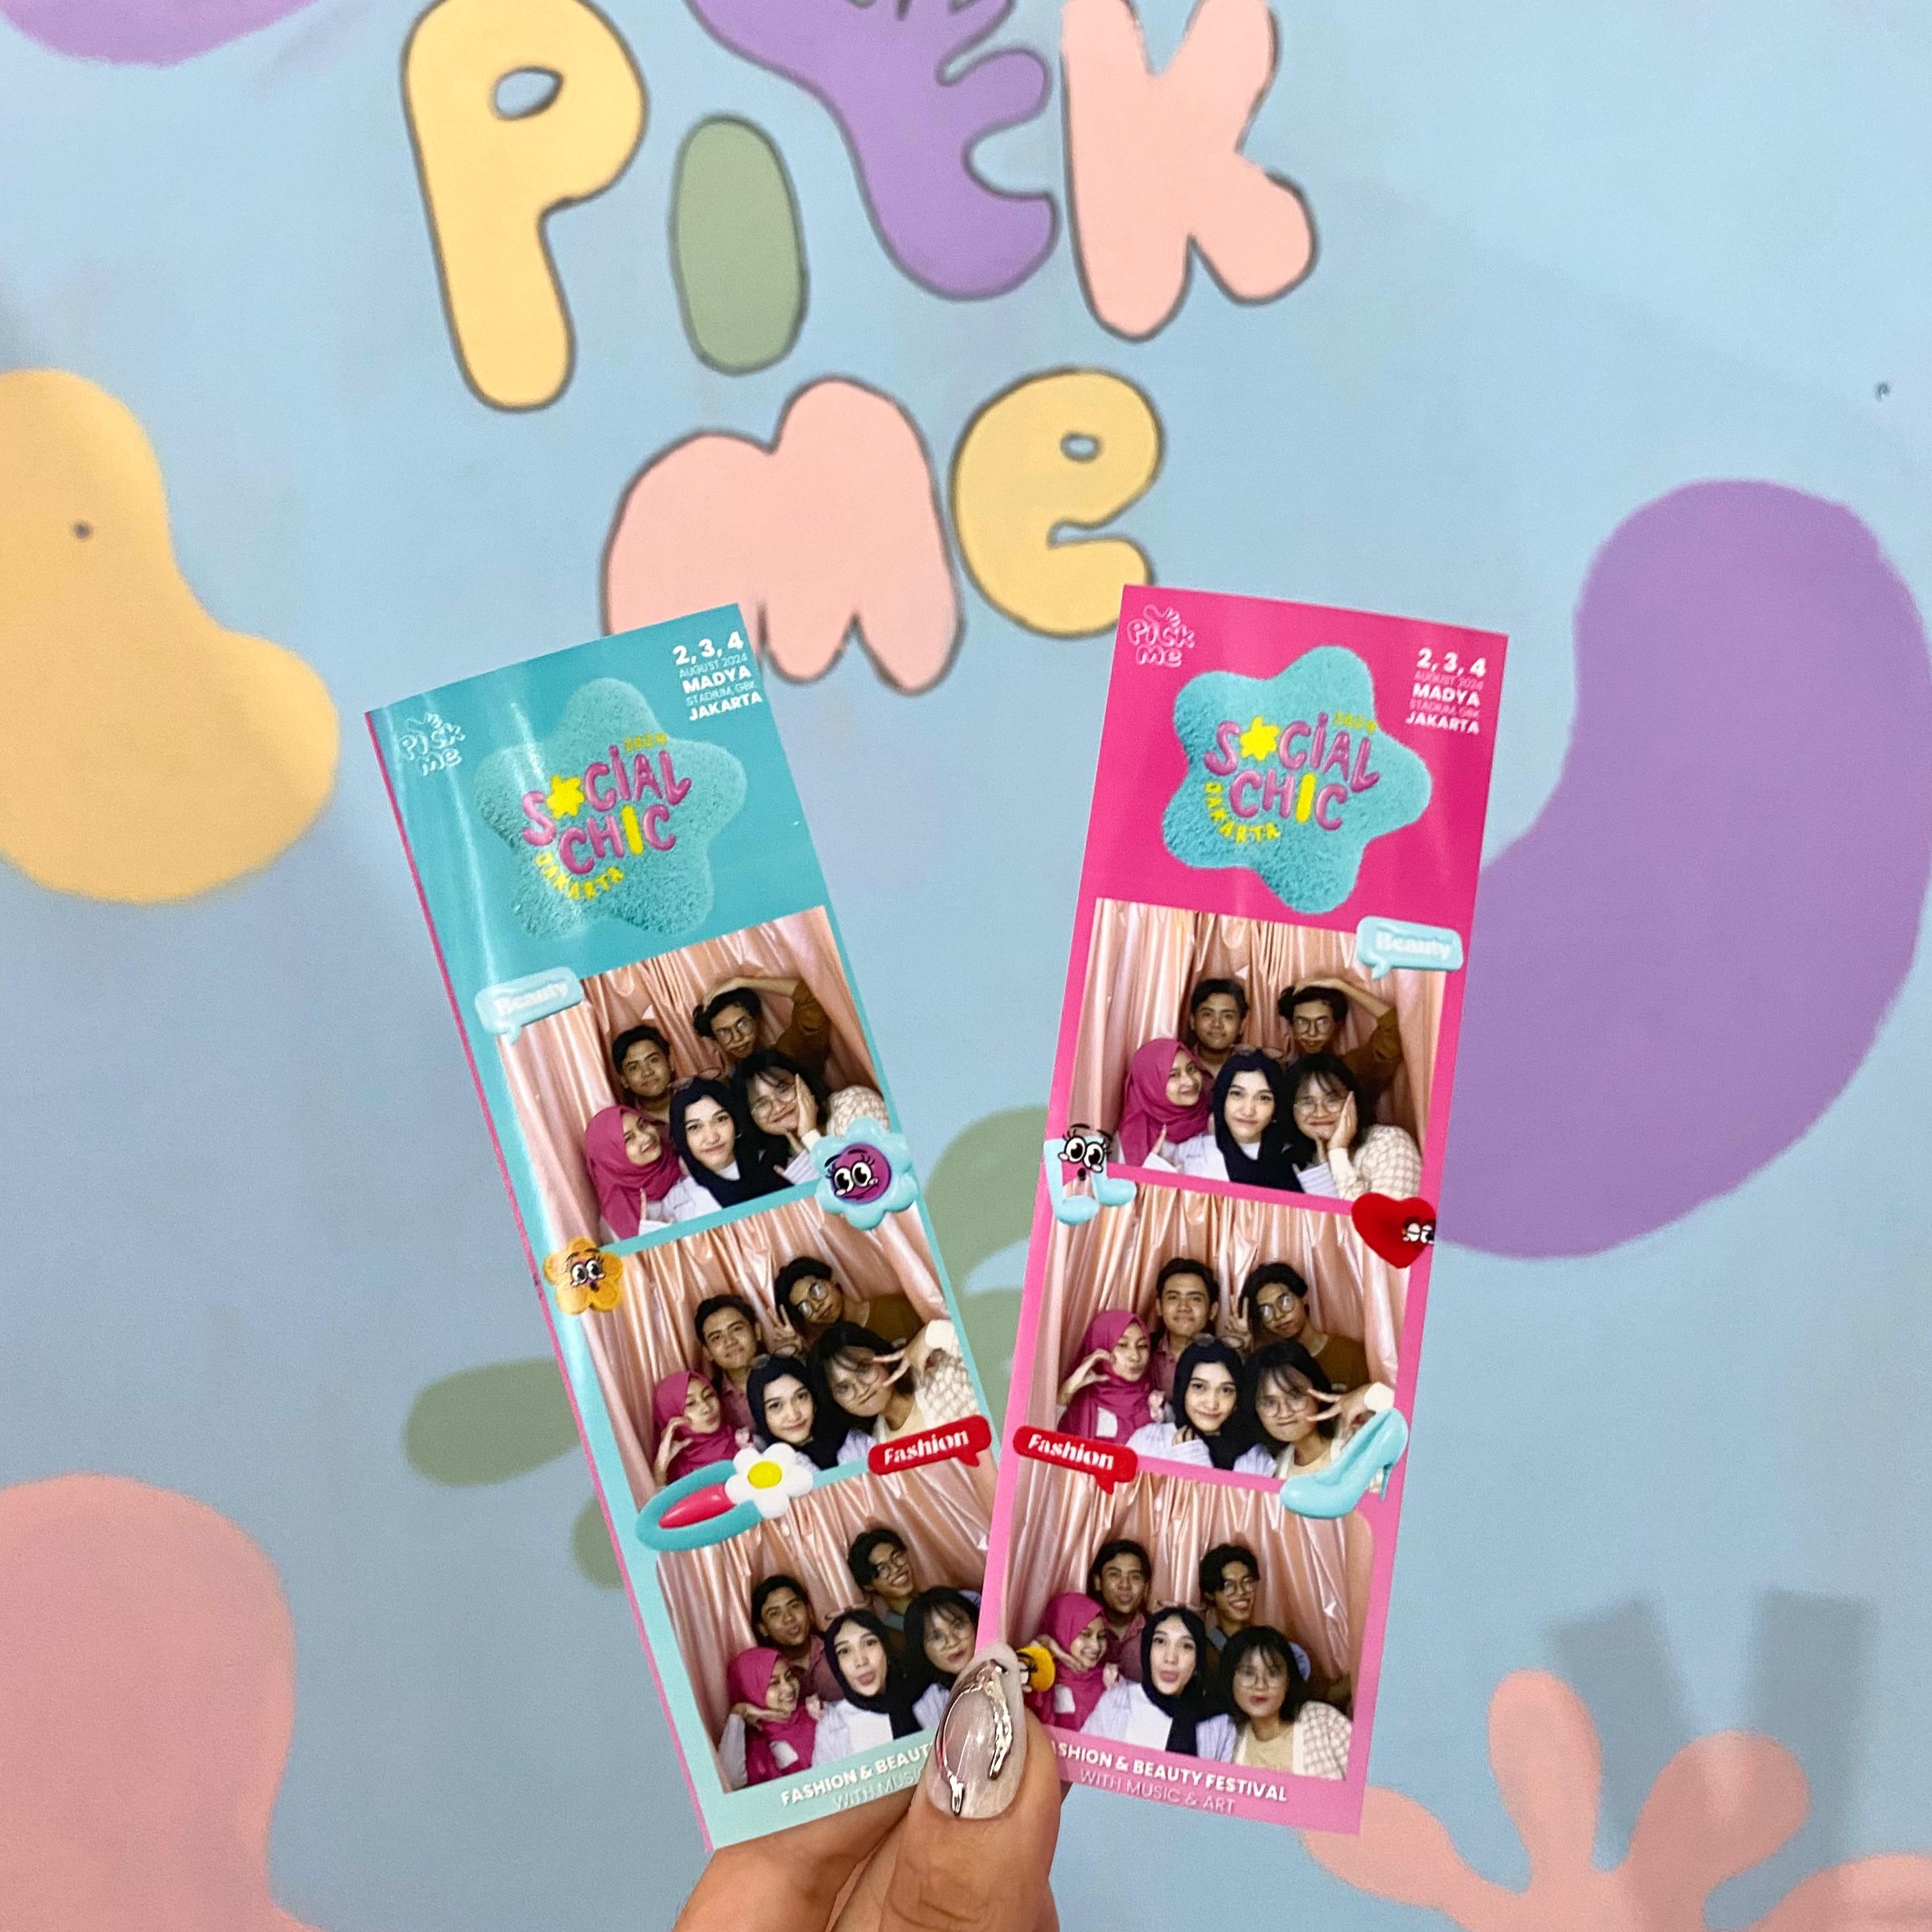 PICK
me
PICK
me
2, 3, 4
AUGUST 2024
MADYA
STADIUM, GBK
JAKARTA
2024
SOCIAL
CHIC
JAKARTA
Beauty
Fashion
FASHION & BEAUT
WITH MUSIC
PICK
me
2, 3, 4
AUGUST 2024
MADYA
STADIUM, GBK
JAKARTA
2024
SOCIAL
CHIC
JAKARTA
Beauty
Fashion
ASHION & BEAUTY FESTIVAL
WITH MUSIC & ART